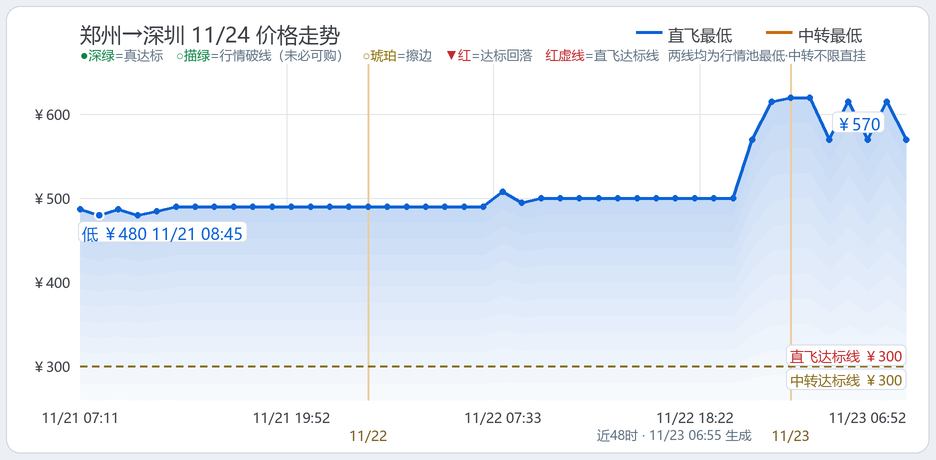 郑州→深圳 11/24 价格走势
直飞最低 中转最低
●深绿=真达标 ○描绿=行情破线（未必可购） ○琥珀=擦边 ▼红=达标回落 红虚线=直飞达标线 两线均为行情池最低·中转不限直挂
¥600
¥570
¥500
低 ¥480 11/21 08:45
¥400
直飞达标线 ¥300
¥300
中转达标线 ¥300
11/21 07:11 11/21 19:52 11/22 07:33 11/22 18:22 11/23 06:52
11/22 近48时 · 11/23 06:55 生成 11/23